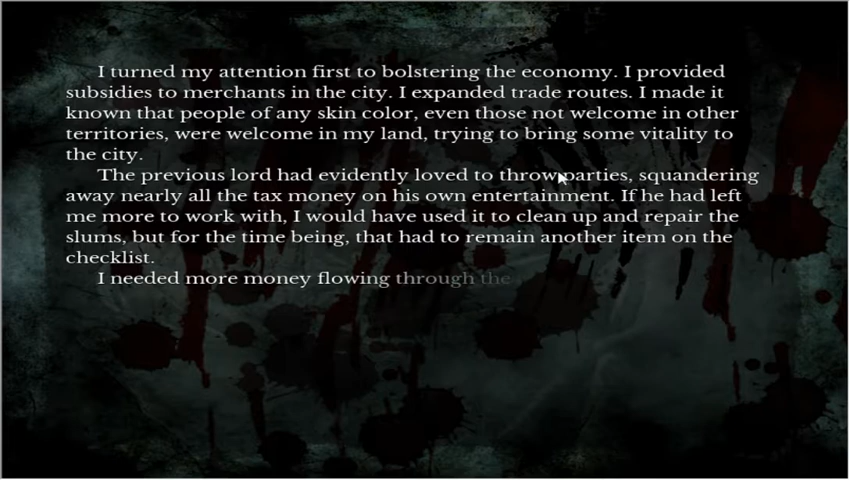 I turned my attention first to bolstering the economy. I provided
subsidies to merchants in the city. I expanded trade routes. I made it
known that people of any skin color, even those not welcome in other
territories, were welcome in my land, trying to bring some vitality to
the city.
The previous lord had evidently loved to throw parties, squandering
away nearly all the tax money on his own entertainment. If he had left
me more to work with, I would have used it to clean up and repair the
slums, but for the time being, that had to remain another item on the
checklist.
I needed more money flowing through the